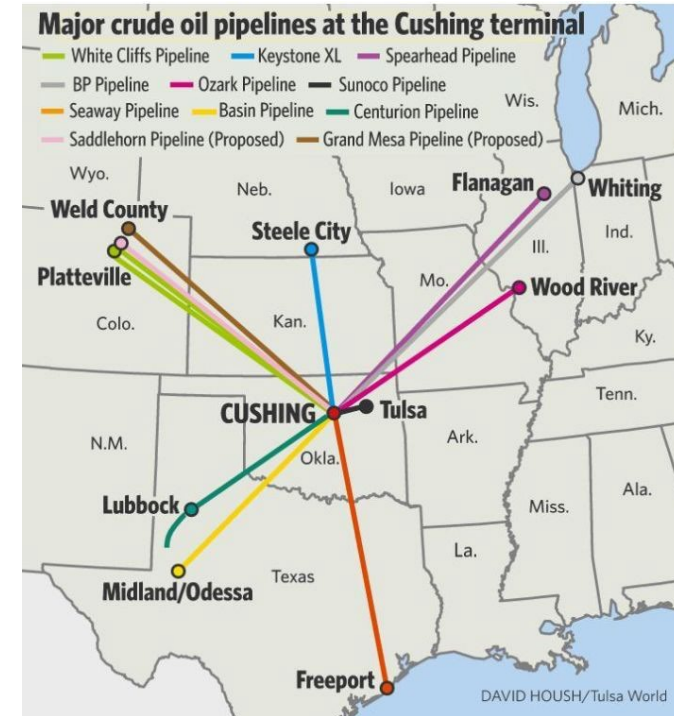 Major crude oil pipelines at the Cushing terminal
White Cliffs Pipeline Keystone XL Spearhead Pipeline
BP Pipeline Ozark Pipeline Sunoco Pipeline
Seaway Pipeline Basin Pipeline Centurion Pipeline
Saddlehorn Pipeline (Proposed) Grand Mesa Pipeline (Proposed)
Wis.
Mich.
Wyo.
Neb.
Iowa
Flanagan
Whiting
Weld County
Steele City
Ill.
Ind.
Platteville
Mo.
Wood River
Colo.
Kan.
Ky.
CUSHING
Tulsa
Tenn.
N.M.
Okla.
Ark.
Lubbock
Miss.
Ala.
La.
Texas
Midland/Odessa
Freeport
DAVID HOUSH/Tulsa World